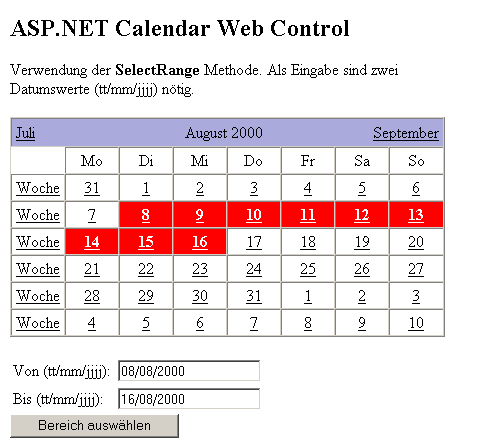 ASP.NET Calendar Web Control
Verwendung der SelectRange Methode. Als Eingabe sind zwei
Datumswerte (tt/mm/jjjj) nötig.
Juli August 2000 September
Mo Di Mi Do Fr Sa So
Woche 31 1 2 3 4 5 6
Woche 7 8 9 10 11 12 13
Woche 14 15 16 17 18 19 20
Woche 21 22 23 24 25 26 27
Woche 28 29 30 31 1 2 3
Woche 4 5 6 7 8 9 10
Von (tt/mm/jjjj): 08/08/2000
Bis (tt/mm/jjjj): 16/08/2000
Bereich auswählen